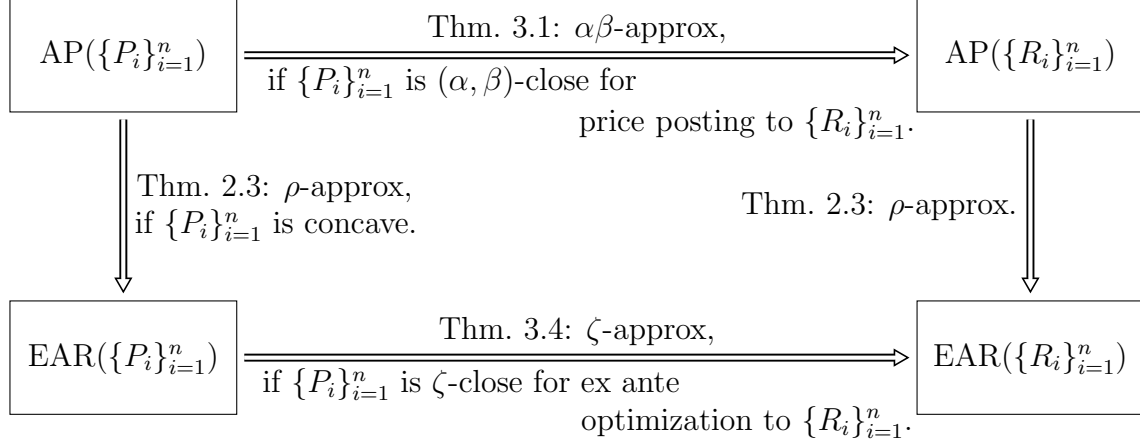 AP({P_i}_{i=1}^n)
Thm. 3.1: αβ-approx,
AP({R_i}_{i=1}^n)
if {P_i}_{i=1}^n is (α, β)-close for
price posting to {R_i}_{i=1}^n.
Thm. 2.3: ρ-approx,
if {P_i}_{i=1}^n is concave.
Thm. 2.3: ρ-approx.
EAR({P_i}_{i=1}^n)
Thm. 3.4: ζ-approx,
EAR({R_i}_{i=1}^n)
if {P_i}_{i=1}^n is ζ-close for ex ante
optimization to {R_i}_{i=1}^n.